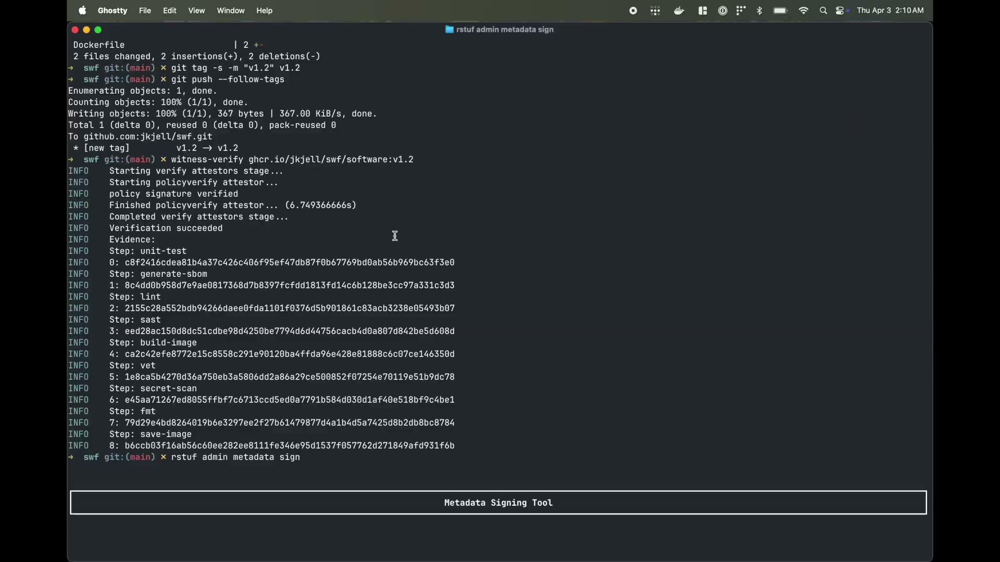 Ghostty File Edit View Window Help Thu Apr 3 2:10 AM
rstuf admin metadata sign
Dockerfile | 2 +-
2 files changed, 2 insertions(+), 2 deletions(-)
→ swf git:(main) × git tag -s -m "v1.2" v1.2
→ swf git:(main) × git push --follow-tags
Enumerating objects: 1, done.
Counting objects: 100% (1/1), done.
Writing objects: 100% (1/1), 367 bytes | 367.00 KiB/s, done.
Total 1 (delta 0), reused 0 (delta 0), pack-reused 0
To github.com:jkjell/swf.git
* [new tag] v1.2 -> v1.2
→ swf git:(main) × witness-verify ghcr.io/jkjell/swf/software:v1.2
INFO Starting verify attestors stage...
INFO Starting policyverify attestor...
INFO policy signature verified
INFO Finished policyverify attestor... (6.749366666s)
INFO Completed verify attestors stage...
INFO Verification succeeded
INFO Evidence:
INFO Step: unit-test
INFO 0: c8f2416cdea81b4a37c426c406f95ef47db87f0b67769bd0ab56b969bc63f3e0
INFO Step: generate-sbom
INFO 1: 8c4dd0b958d7e9ae0817368d7b8397fcfdd1813fd14c6b128be3cc97a331c3d3
INFO Step: lint
INFO 2: 2155c28a552bdb94266daee0fda1101f0376d5b901861c83acb3238e05493b07
INFO Step: sast
INFO 3: eed28ac150d8dc51cdbe98d4250be7794d6d44756cacb4d0a807d842be5d608d
INFO Step: build-image
INFO 4: ca2c42efe8772e15c8558c291e90120ba4ffda96e428e81888c6c07ce146350d
INFO Step: vet
INFO 5: 1e8ca5b4270d36a750eb3a5806dd2a86a29ce500852f07254e70119e51b9dc78
INFO Step: secret-scan
INFO 6: e45aa71267ed8055ffbf7c6713ccd5ed0a7791b584d030d1af40e518bf9c4be1
INFO Step: fmt
INFO 7: 79d29e4bd8264019b6e3297ee2f27b61479877d4a1b4d5a7425d8b2db8bc8784
INFO Step: save-image
INFO 8: b6ccb03f16ab56c60ee282ee8111fe346e95d1537f057762d271849afd931f6b
→ swf git:(main) × rstuf admin metadata sign
Metadata Signing Tool